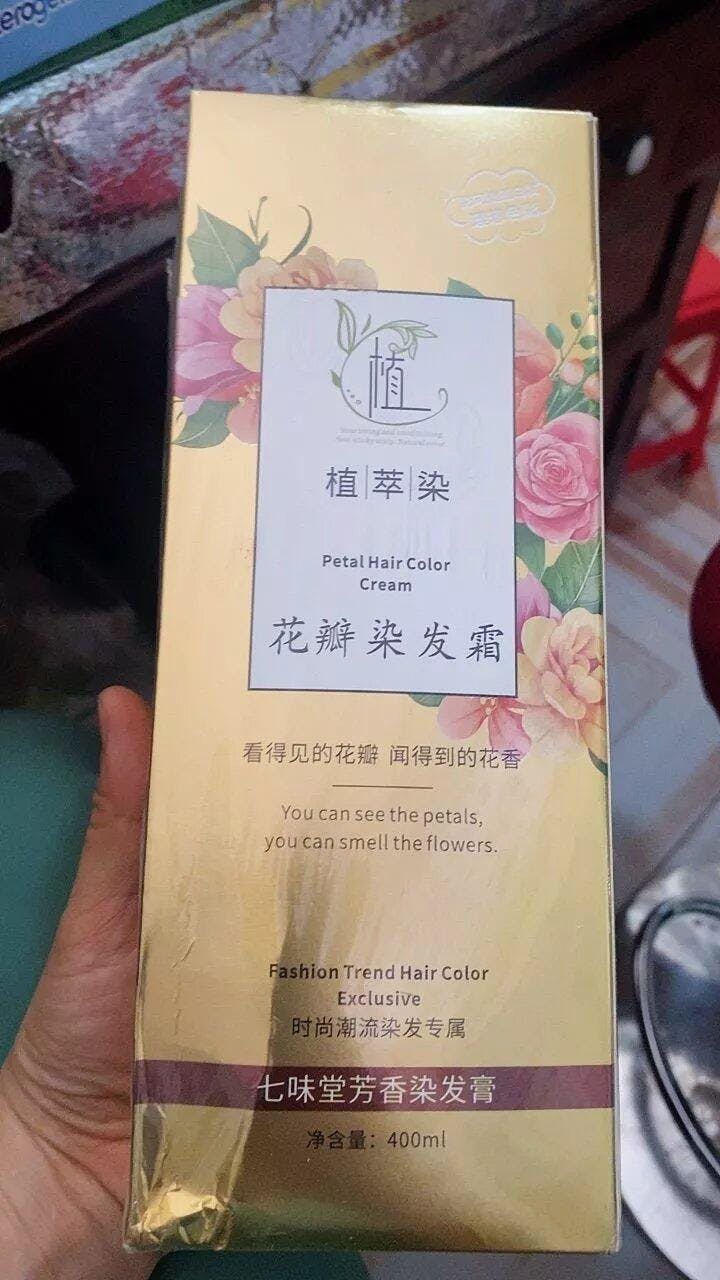 植
植萃染
Petal Hair Color
Cream
花瓣染发霜
看得见的花瓣 闻得到的花香
You can see the petals,
you can smell the flowers.
Fashion Trend Hair Color
Exclusive
时尚潮流染发专属
七味堂芳香染发膏
净含量：400ml